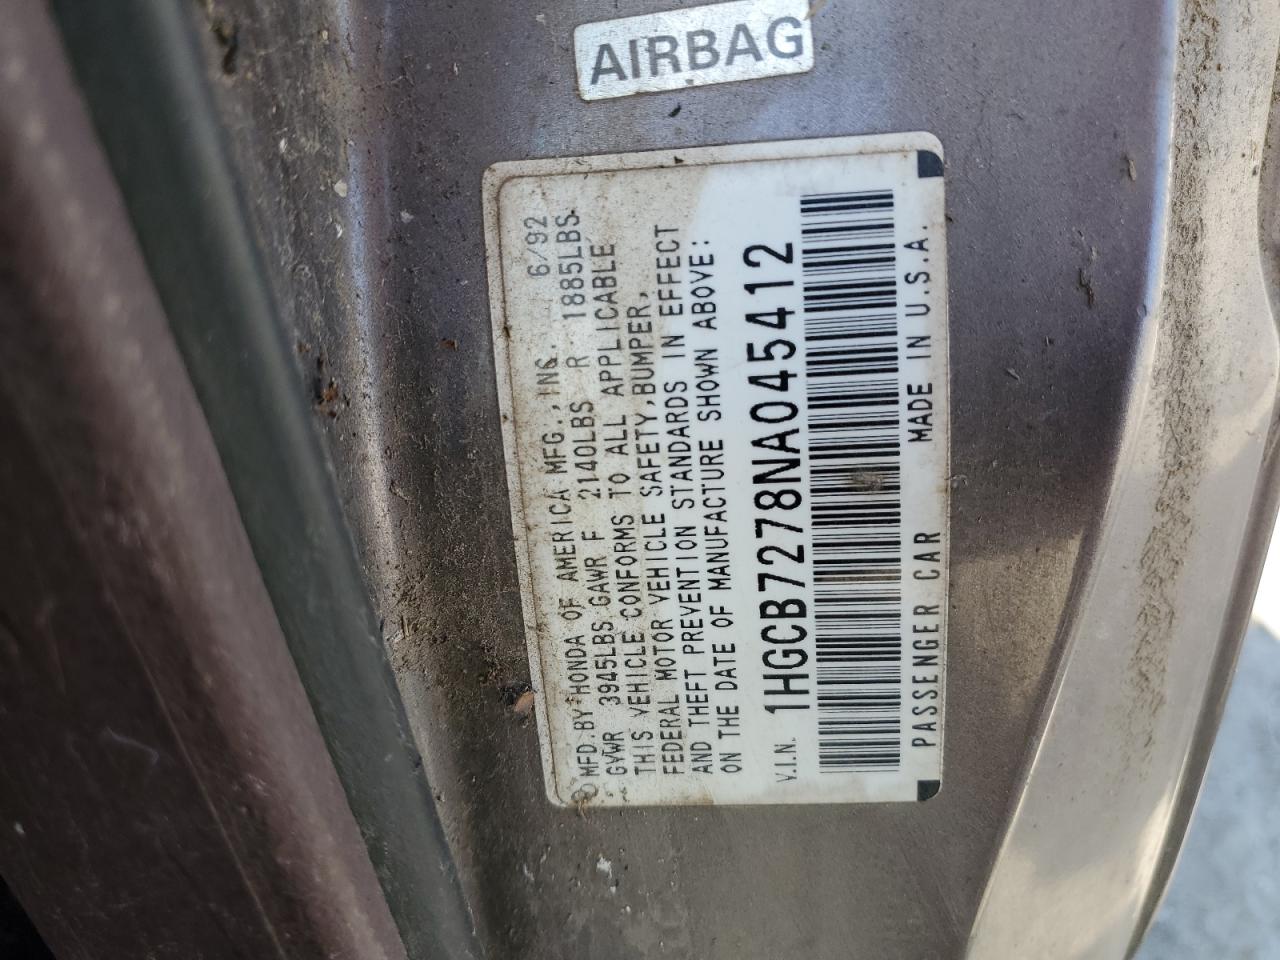 AIRBAG
MFD. BY HONDA OF AMERICA MFG., INC. 6/92
GVWR 3945LBS GAWR F 2140LBS R 1885LBS
THIS VEHICLE CONFORMS TO ALL APPLICABLE
FEDERAL MOTOR VEHICLE SAFETY, BUMPER,
AND THEFT PREVENTION STANDARDS IN EFFECT
ON THE DATE OF MANUFACTURE SHOWN ABOVE:
V.I.N. 1HGCB7278NA045412
PASSENGER CAR MADE IN U.S.A.